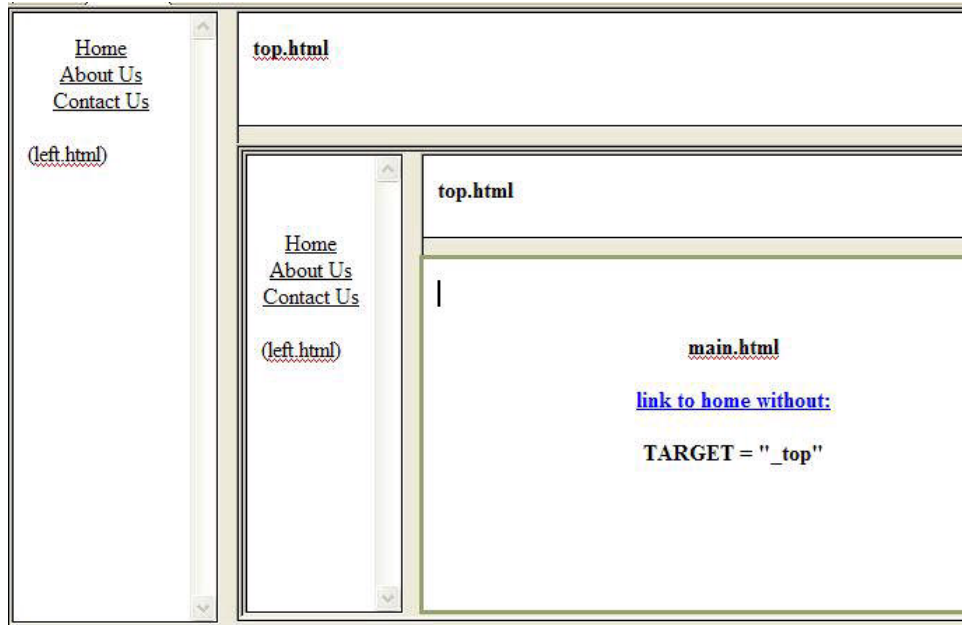 Home
About Us
Contact Us
(left.html)
top.html
Home
About Us
Contact Us
(left.html)
top.html
main.html
link to home without:
TARGET = "_top"